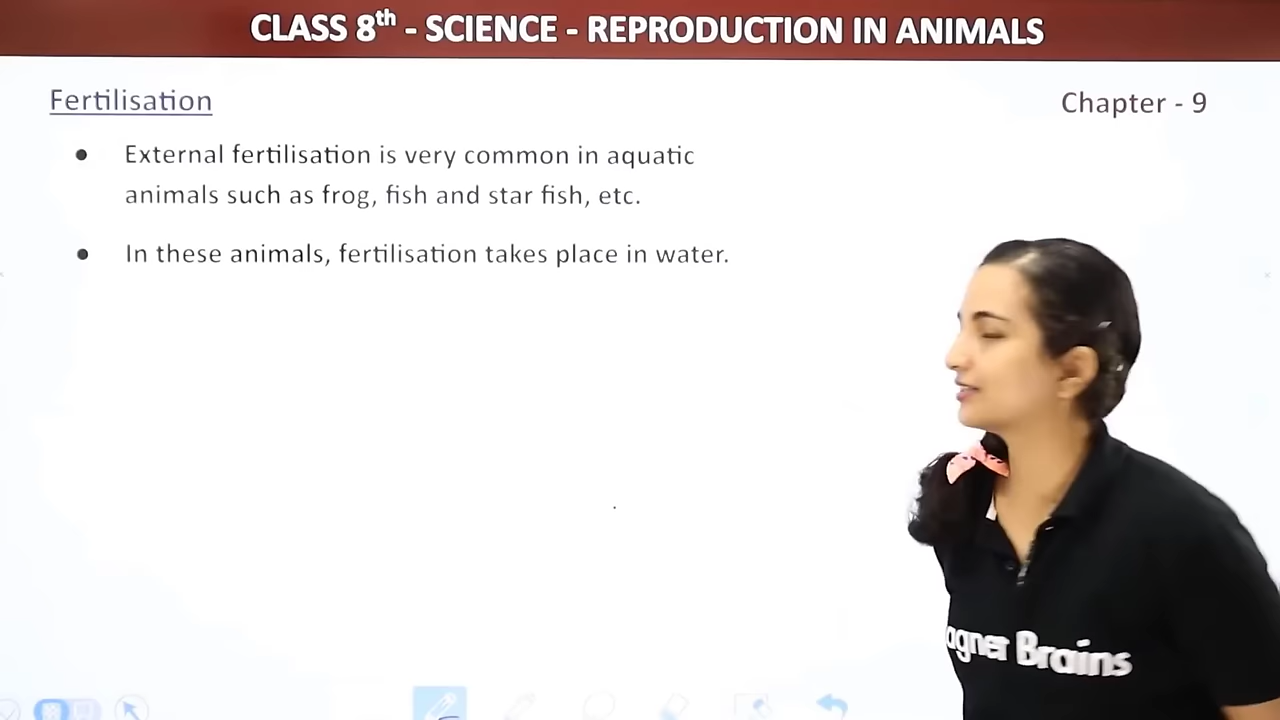 CLASS 8th - SCIENCE - REPRODUCTION IN ANIMALS
Fertilisation
Chapter - 9
● External fertilisation is very common in aquatic
animals such as frog, fish and star fish, etc.
● In these animals, fertilisation takes place in water.
agnet Brains